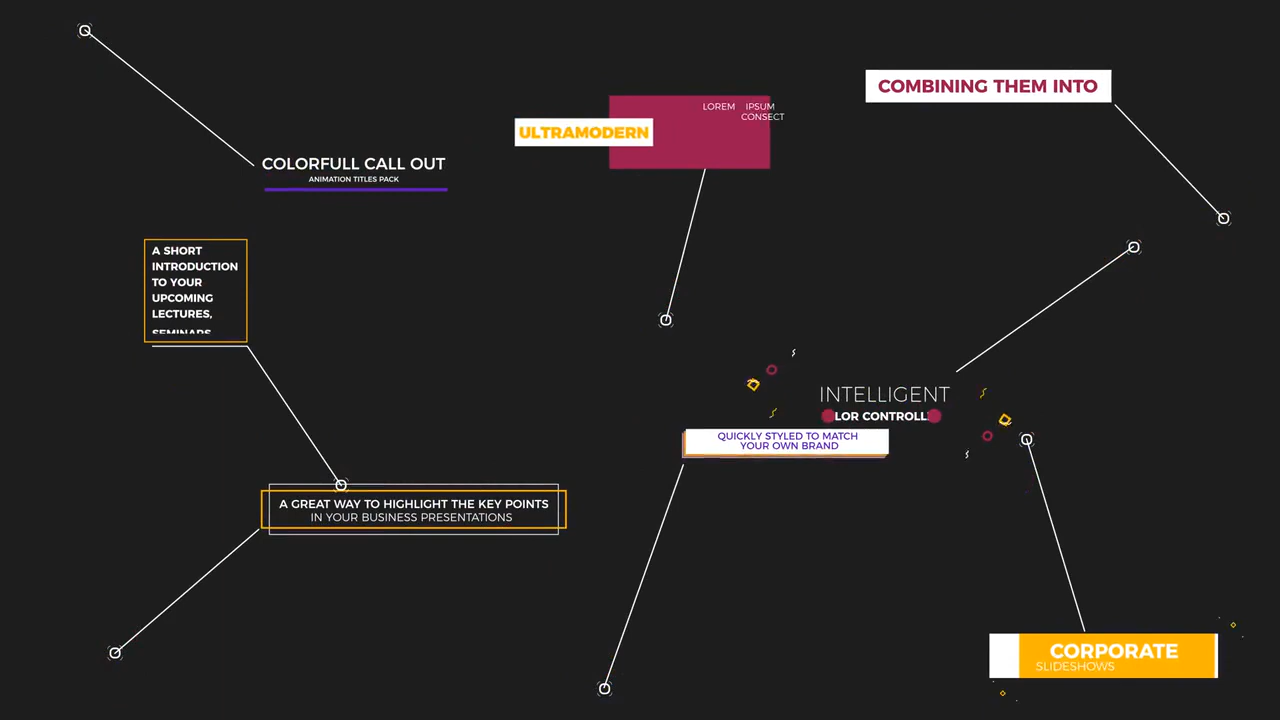 COMBINING THEM INTO
LOREM IPSUM
CONSECT
ULTRAMODERN
COLORFULL CALL OUT
ANIMATION TITLES PACK
A SHORT
INTRODUCTION
TO YOUR
UPCOMING
LECTURES,
SEMINARS
INTELLIGENT
LOR CONTROLL
QUICKLY STYLED TO MATCH
YOUR OWN BRAND
A GREAT WAY TO HIGHLIGHT THE KEY POINTS
IN YOUR BUSINESS PRESENTATIONS
CORPORATE
SLIDESHOWS